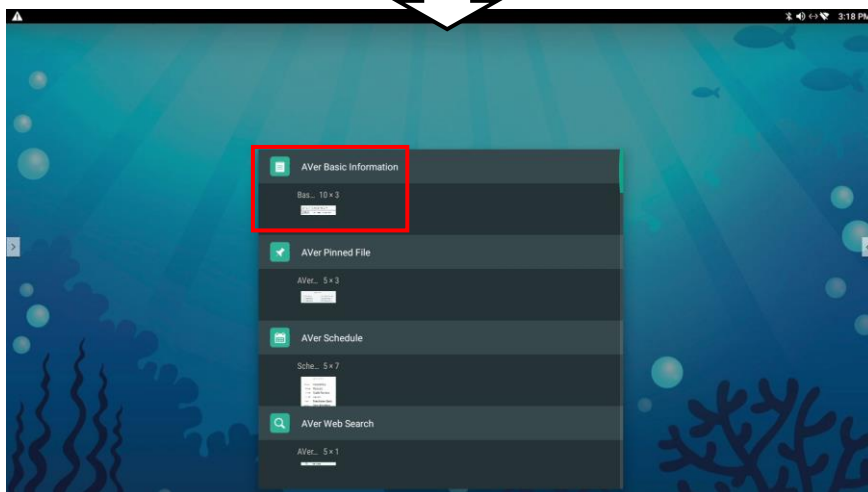 3:18 PM
AVer Basic Information
Bas... 10 × 3
AVer Pinned File
AVer... 5 × 3
AVer Schedule
Sche... 5 × 7
AVer Web Search
AVer... 5 × 1